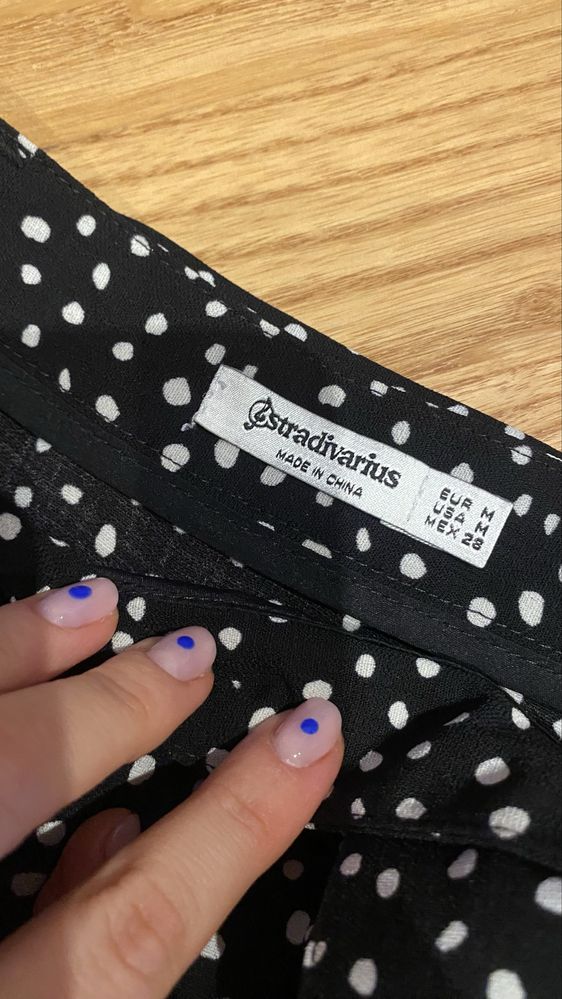 stradivarius
MADE IN CHINA
EUR M
USA M
MEX 28